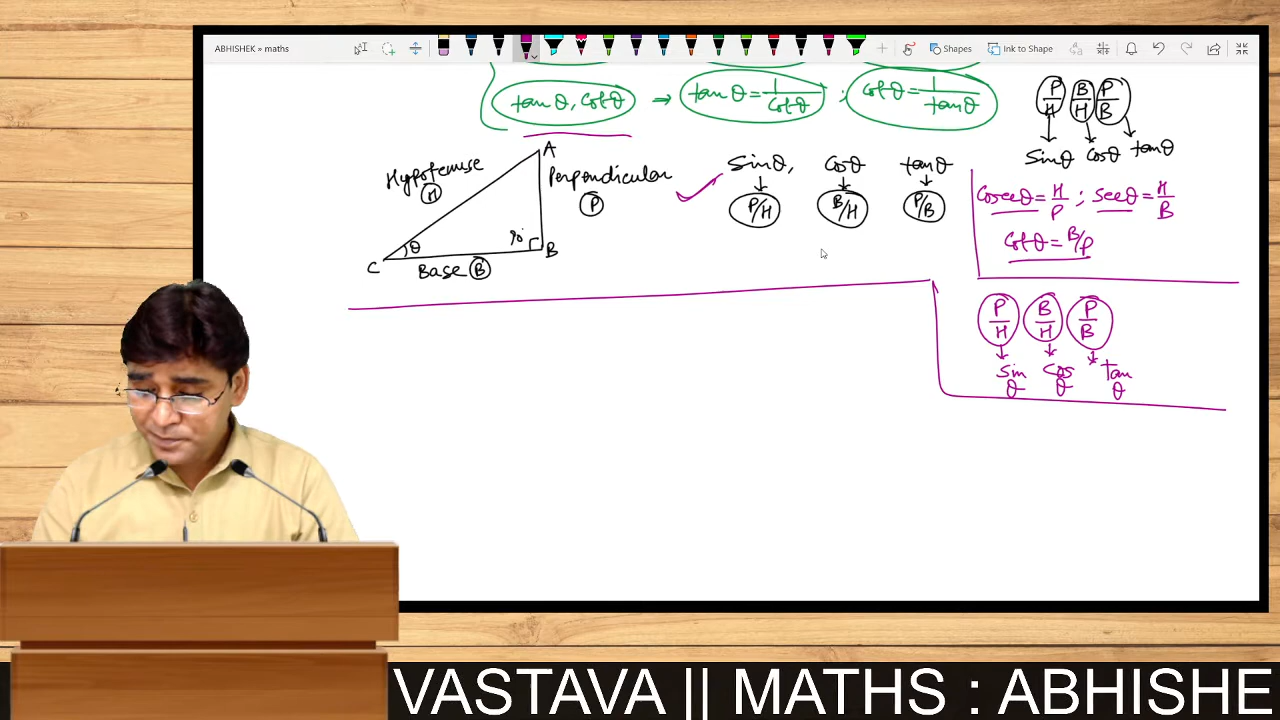 ABHISHEK » maths
Shapes
Ink to Shape
tan θ, Cot θ ⇒ tan θ = 1/Cot θ ; Cot θ = 1/tan θ
P/H B/H P/B
Sin θ Cos θ tan θ
A
Hypotenuse
H
Perpendicular
P
θ
90°
C
B
Base B
Sin θ, Cos θ tan θ
P/H B/H P/B
Cosec θ = H/P ; Sec θ = H/B
Cot θ = B/P
P/H B/H P/B
Sin θ Cos θ tan θ
VASTAVA || MATHS : ABHISHE